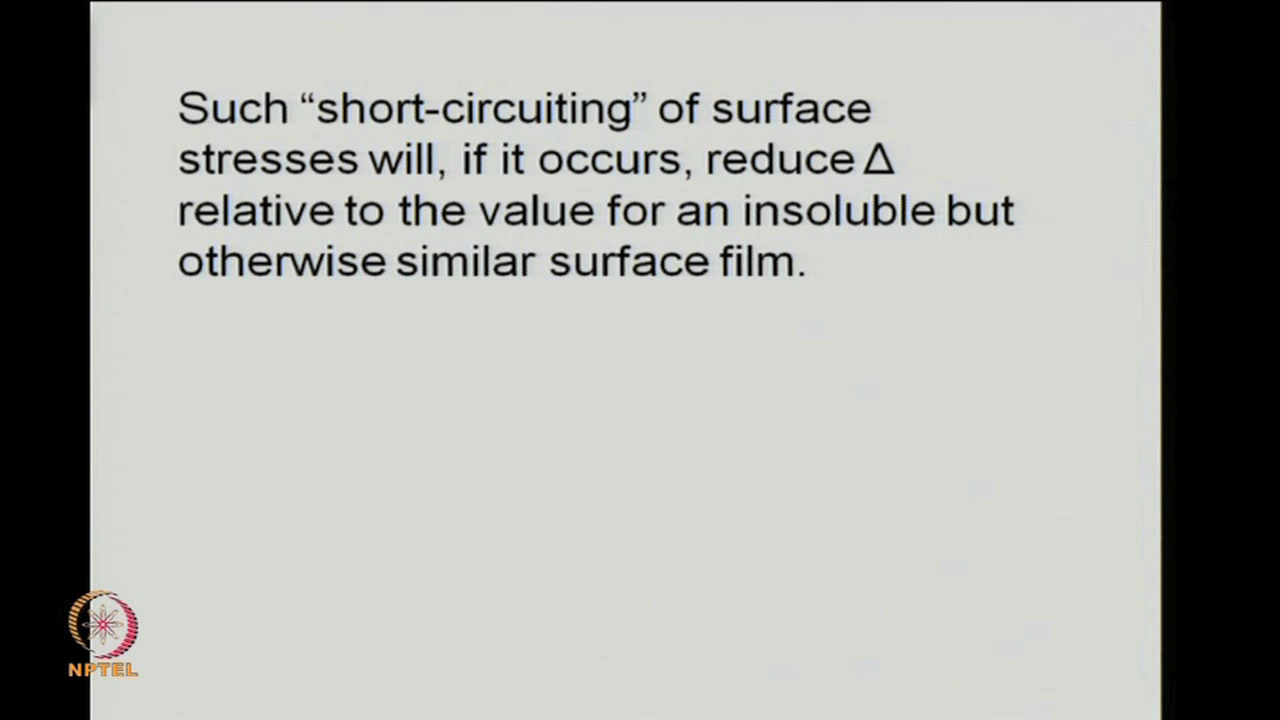 Such “short-circuiting” of surface
stresses will, if it occurs, reduce Δ
relative to the value for an insoluble but
otherwise similar surface film.
NPTEL